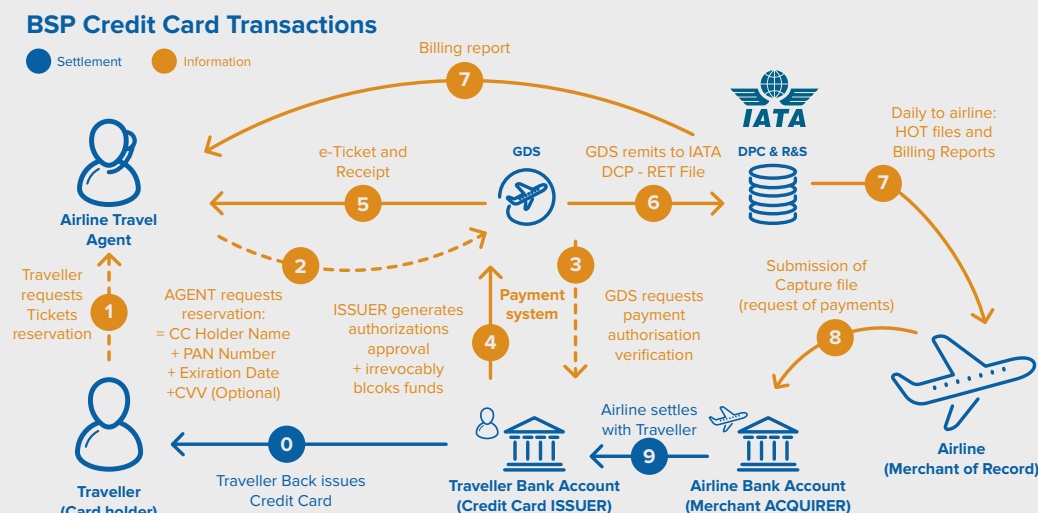 BSP Credit Card Transactions
Settlement
Information
Billing report
7
IATA
DPC & R&S
Daily to airline:
HOT files and
Billing Reports
7
e-Ticket and
Receipt
5
GDS
GDS remits to IATA
DCP - RET File
6
Airline Travel
Agent
2
3
Traveller
requests
Tickets
reservation
1
AGENT requests
reservation:
= CC Holder Name
+ PAN Number
+ Exiration Date
+CVV (Optional)
ISSUER generates
authorizations
approval
+ irrevocably
blcoks funds
4
Payment
system
GDS requests
payment
authorisation
verification
Submission of
Capture file
(request of payments)
8
Airline
(Merchant of Record)
Airline settles
with Traveller
9
0
Traveller Back issues
Credit Card
Traveller
(Card holder)
Traveller Bank Account
(Credit Card ISSUER)
Airline Bank Account
(Merchant ACQUIRER)